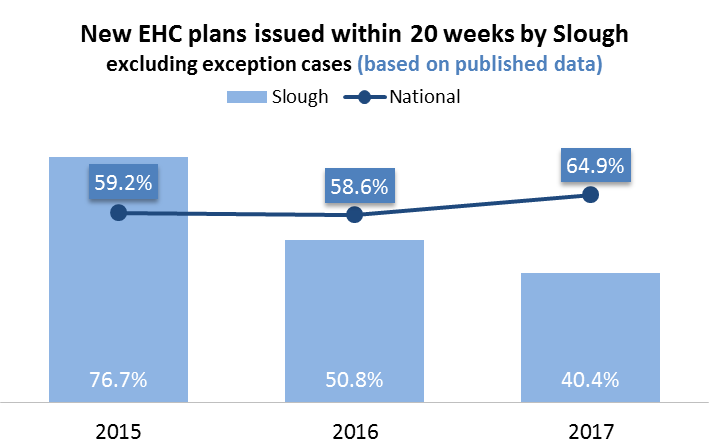 New EHC plans issued within 20 weeks by Slough
excluding exception cases (based on published data)
Slough National
59.2% 58.6% 64.9%
76.7% 50.8% 40.4%
2015 2016 2017